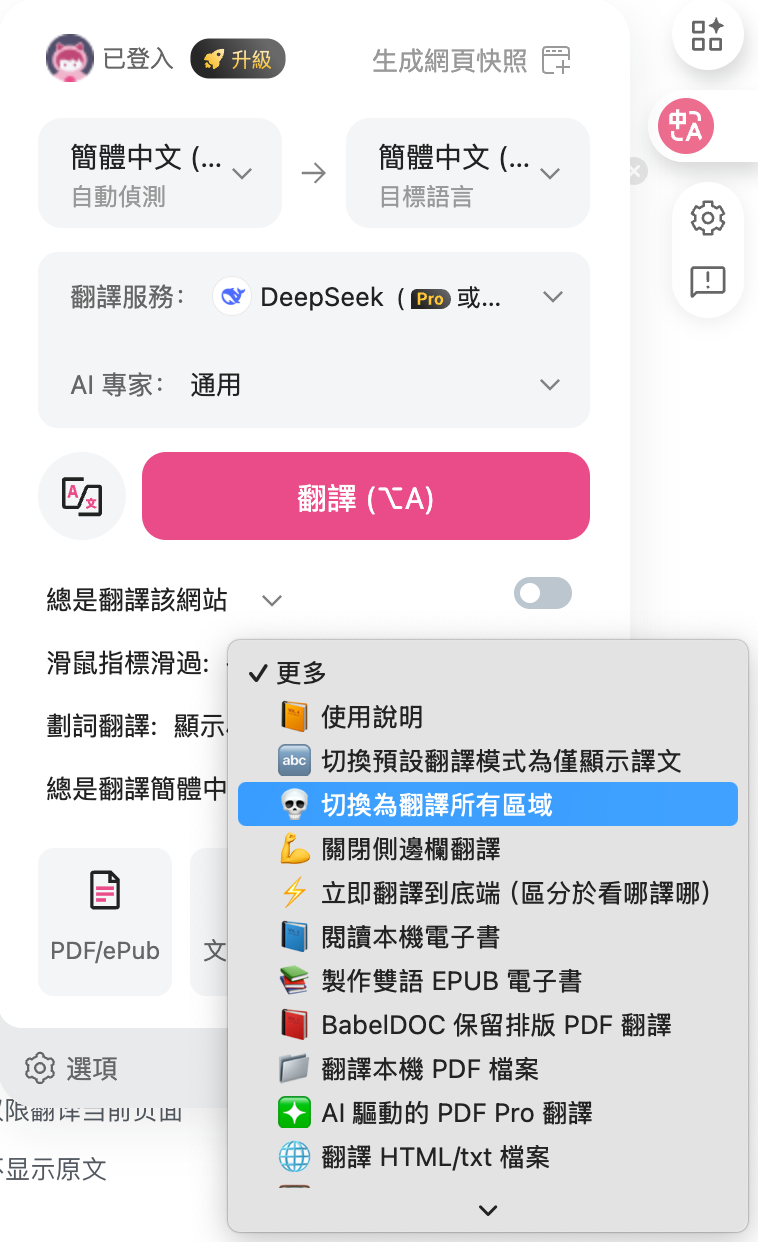 已登入
升級
生成網頁快照
簡體中文 (...
自動偵測
簡體中文 (...
目標語言
翻譯服務：
DeepSeek（Pro 或...
AI 專家：
通用
翻譯 (⌥A)
總是翻譯該網站
滑鼠指標滑過:
劃詞翻譯: 顯示
總是翻譯簡體中
PDF/ePub
文
選項
限翻译当前页面
显示原文
✓更多
使用說明
abc
切換預設翻譯模式為僅顯示譯文
切換為翻譯所有區域
關閉側邊欄翻譯
立即翻譯到底端（區分於看哪譯哪）
閱讀本機電子書
製作雙語 EPUB 電子書
BabelDOC 保留排版 PDF 翻譯
翻譯本機 PDF 檔案
AI 驅動的 PDF Pro 翻譯
翻譯 HTML/txt 檔案